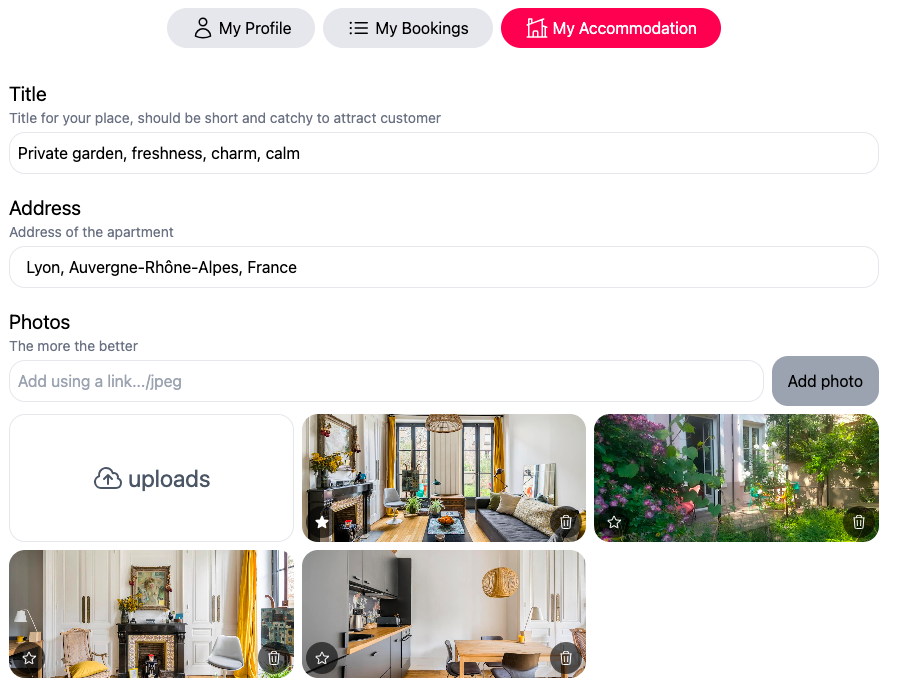 My Profile
My Bookings
My Accommodation
Title
Title for your place, should be short and catchy to attract customer
Private garden, freshness, charm, calm
Address
Address of the apartment
Lyon, Auvergne-Rhône-Alpes, France
Photos
The more the better
Add using a link.../jpeg
Add photo
uploads